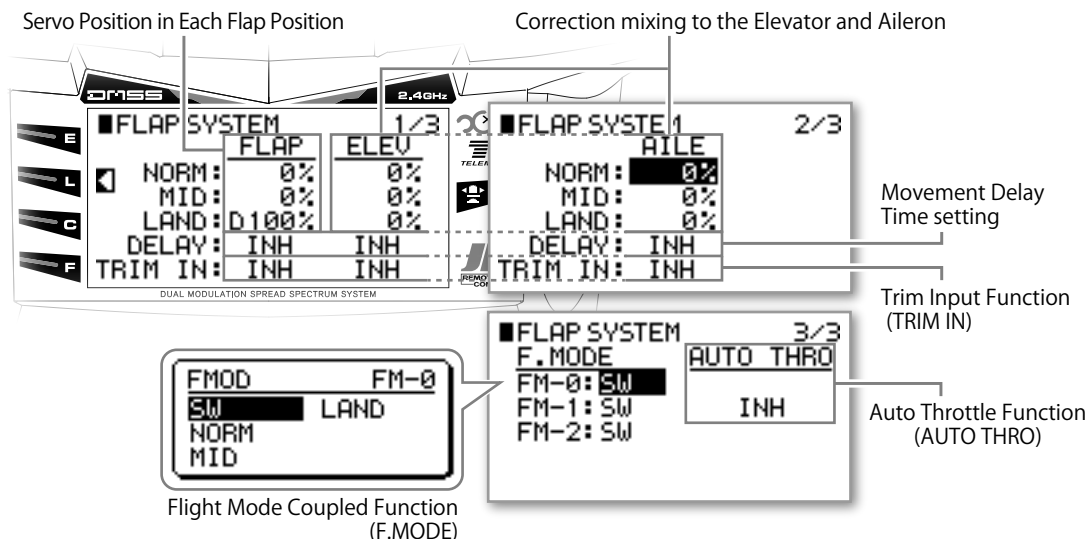 Servo Position in Each Flap Position
Correction mixing to the Elevator and Aileron
DMSS 2.4GHz
E
L
C
F
■FLAP SYSTEM 1/3
FLAP ELEV
NORM: 0% 0%
MID: 0% 0%
LAND: D100% 0%
DELAY: INH INH
TRIM IN: INH INH
DUAL MODULATION SPREAD SPECTRUM SYSTEM
■FLAP SYSTEM 2/3
AILE
NORM: 0%
MID: 0%
LAND: 0%
DELAY: INH
TRIM IN: INH
Movement Delay
Time setting
Trim Input Function
(TRIM IN)
■FLAP SYSTEM 3/3
F.MODE AUTO THRO
FM-0: SW
FM-1: SW INH
FM-2: SW
Auto Throttle Function
(AUTO THRO)
FMOD FM-0
SW LAND
NORM
MID
Flight Mode Coupled Function
(F.MODE)